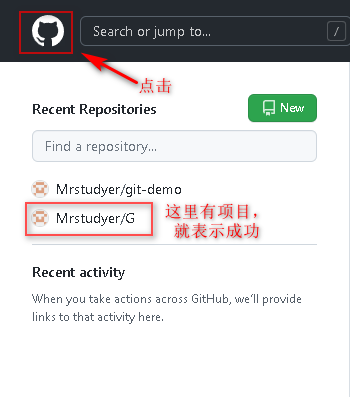 Search or jump to...
/
点击
Recent Repositories
New
Find a repository...
Mrstudyer/git-demo
Mrstudyer/G
这里有项目，
就表示成功
Recent activity
When you take actions across GitHub, we'll provide
links to that activity here.